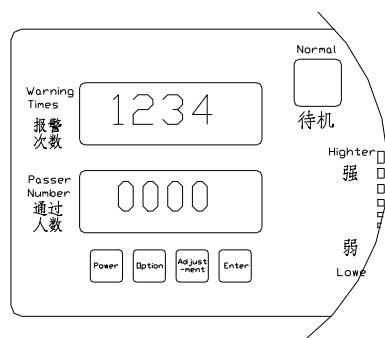 Normal
待机
Warning
Times
报警
次数
1234
Highter
强
Passer
Number
通过
人数
0000
弱
Lowe
Power
Option
Adjust
-ment
Enter